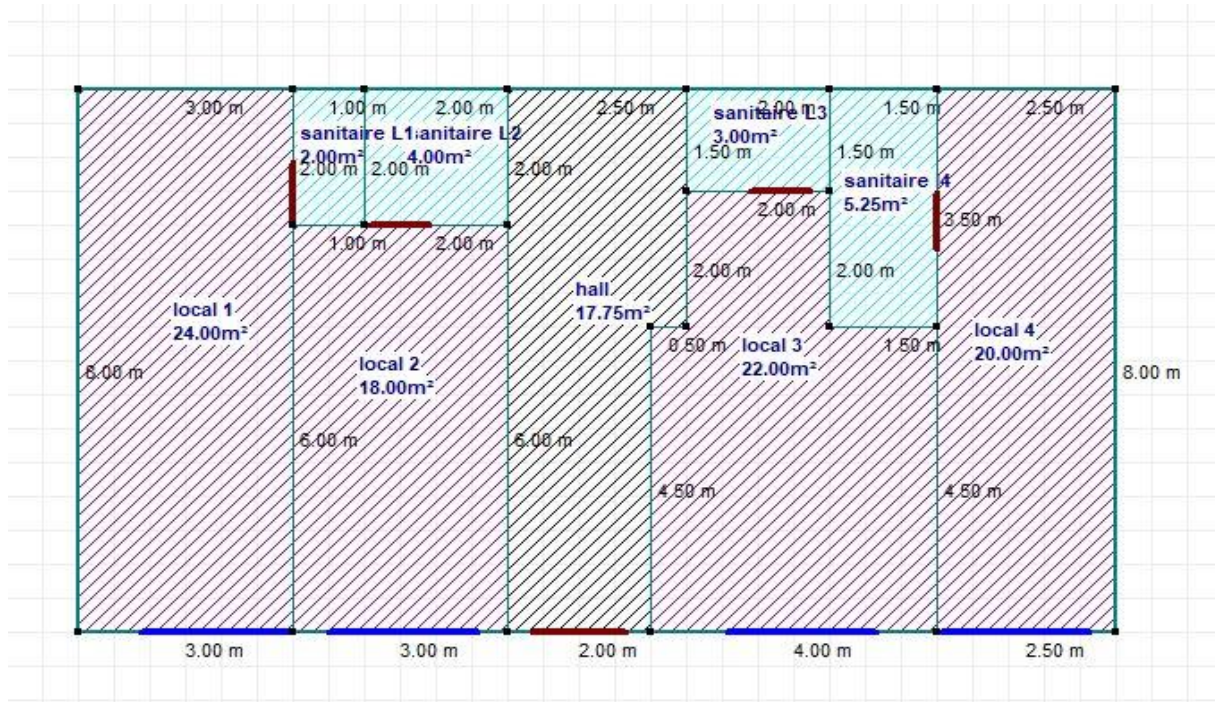 3.00 m
1.00 m
2.00 m
2.50 m
2.00 m
1.50 m
2.50 m
sanitaire L1
2.00m²
sanitaire L2
4.00m²
sanitaire L3
3.00m²
2.00 m
2.00 m
2.00 m
1.50 m
1.50 m
sanitaire 4
5.25m²
2.00 m
3.50 m
1.00 m
2.00 m
2.00 m
2.00 m
hall
17.75m²
local 1
24.00m²
local 2
18.00m²
0.50 m
local 3
22.00m²
1.50 m
local 4
20.00m²
8.00 m
8.00 m
6.00 m
6.00 m
4.50 m
4.50 m
3.00 m
3.00 m
2.00 m
4.00 m
2.50 m